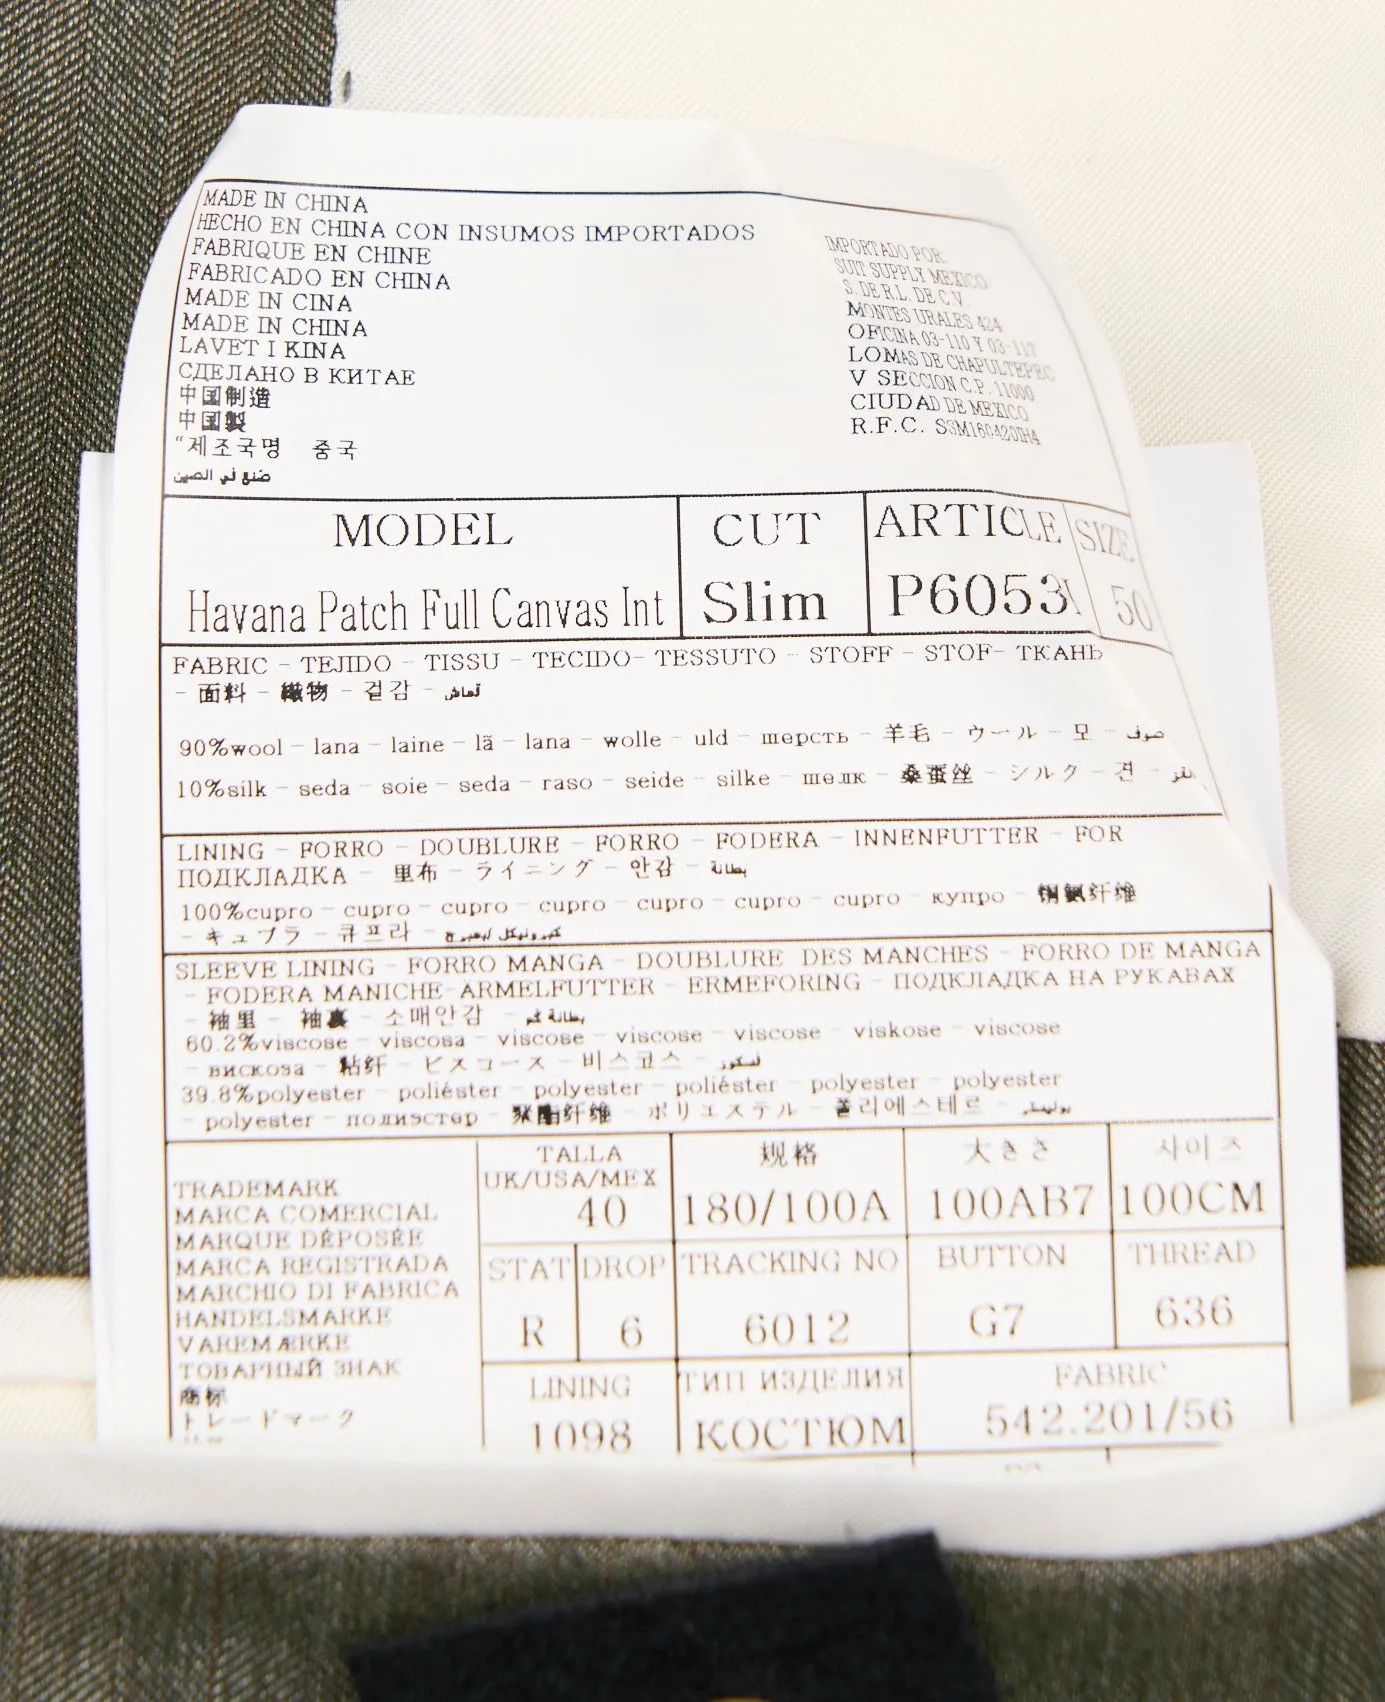 MADE IN CHINA
HECHO EN CHINA CON INSUMOS IMPORTADOS
FABRIQUE EN CHINE
FABRICADO EN CHINA
MADE IN CINA
MADE IN CHINA
LAVET I KINA
СДЕЛАНО В КИТАЕ
中国制造
中国製
"제조국명 중국
صنع في الصين
IMPORTADO POR:
SUIT SUPPLY MEXICO
S. DE R.L. DE C.V.
MONTES URALES 424
OFICINA 03-110 Y 03-117
LOMAS DE CHAPULTEPEC
V SECCION C.P. 11000
CIUDAD DE MEXICO
R.F.C. SSM160420IH4
MODEL CUT ARTICLE SIZE
Havana Patch Full Canvas Int Slim P6053 50
FABRIC - TEJIDO - TISSU - TECIDO- TESSUTO - STOFF - STOF- ТКАНЬ
- 面料 - 織物 - 겉감 - قماش
90%wool - lana - laine - lã - lana - wolle - uld - шерсть - 羊毛 - ウール - 모 - صوف
10%silk - seda - soie - seda - raso - seide - silke - шелк - 桑蚕丝 - シルク - 견 -
LINING - FORRO - DOUBLURE - FORRO - FODERA - INNENFUTTER - FOR
ПОДКЛАДКА - 里布 - ライニング - 안감 - بطانة
100%cupro - cupro - cupro - cupro - cupro - cupro - cupro - купро - 铜氨纤维
- キュプラ - 큐프라 -
SLEEVE LINING - FORRO MANGA - DOUBLURE DES MANCHES - FORRO DE MANGA
- FODERA MANICHE-ARMELFUTTER - ERMEFORING - ПОДКЛАДКА НА РУКАВАХ
- 袖里 - 袖裏 - 소매안감 - بطانة كم
60.2%viscose - viscosa - viscose - viscose - viscose - viskose - viscose
- вискоза - 粘纤 - ビスコース - 비스코스 -
39.8%polyester - poliéster - polyester - poliéster - polyester - polyester
- polyester - полиэстер - 聚酯纤维 - ポリエステル - 폴리에스테르 -
TRADEMARK
MARCA COMERCIAL
MARQUE DÉPOSÉE
MARCA REGISTRADA
MARCHIO DI FABRICA
HANDELSMARKE
VAREMÆRKE
ТОВАРНЫЙ ЗНАК
商标
トレードマーク
TALLA 规格 大きさ 사이즈
UK/USA/MEX
40 180/100A 100AB7 100CM
STAT DROP TRACKING NO BUTTON THREAD
R 6 6012 G7 636
LINING ТИП ИЗДЕЛИЯ FABRIC
1098 КОСТЮМ 542.201/56